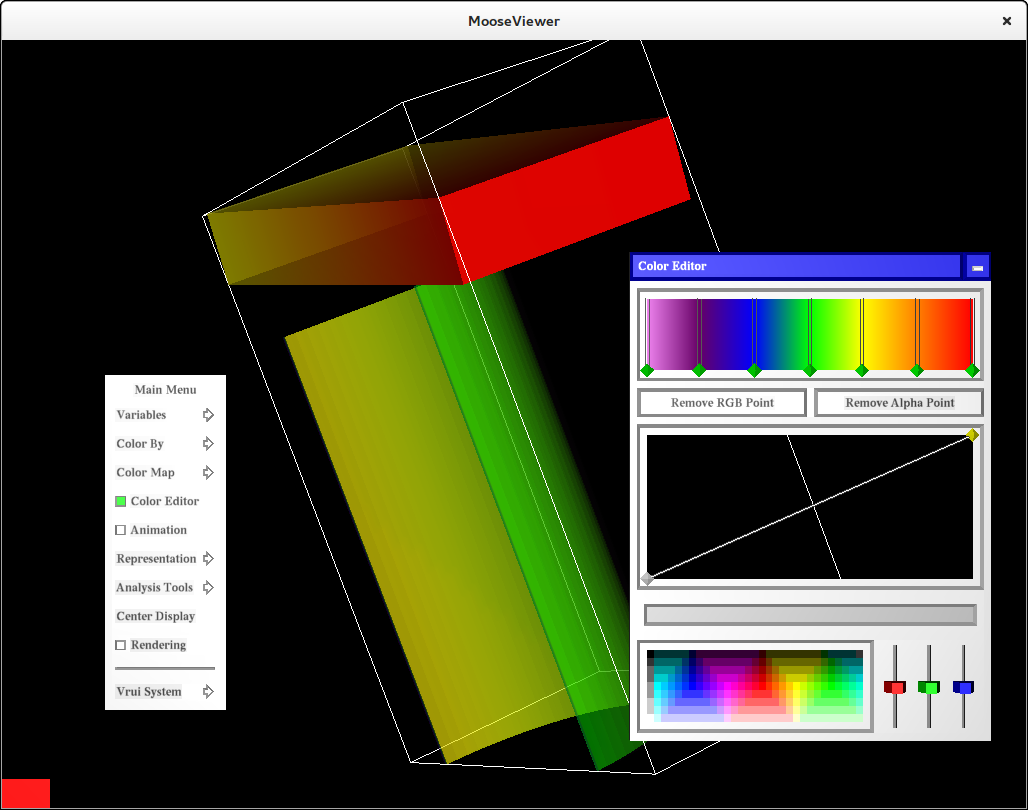 MooseViewer
Color Editor
Remove RGB Point
Remove Alpha Point
Main Menu
Variables
Color By
Color Map
Color Editor
Animation
Representation
Analysis Tools
Center Display
Rendering
Vrui System